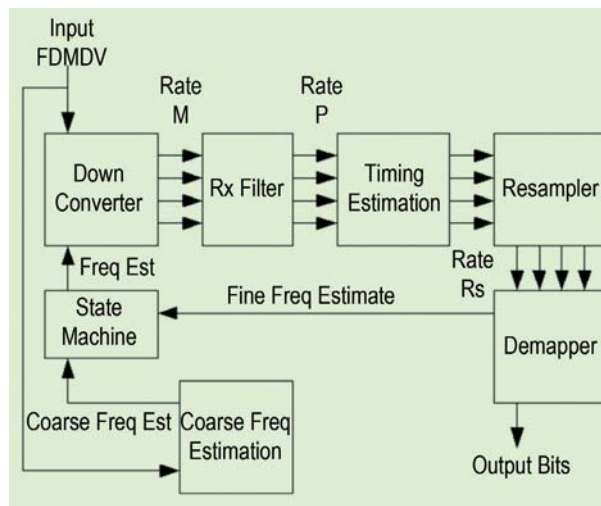 Input
FDMDV
Rate
M
Rate
P
Down
Converter
Rx Filter
Timing
Estimation
Resampler
Freq Est
Rate
Rs
State
Machine
Fine Freq Estimate
Demapper
Coarse Freq Est
Coarse Freq
Estimation
Output Bits